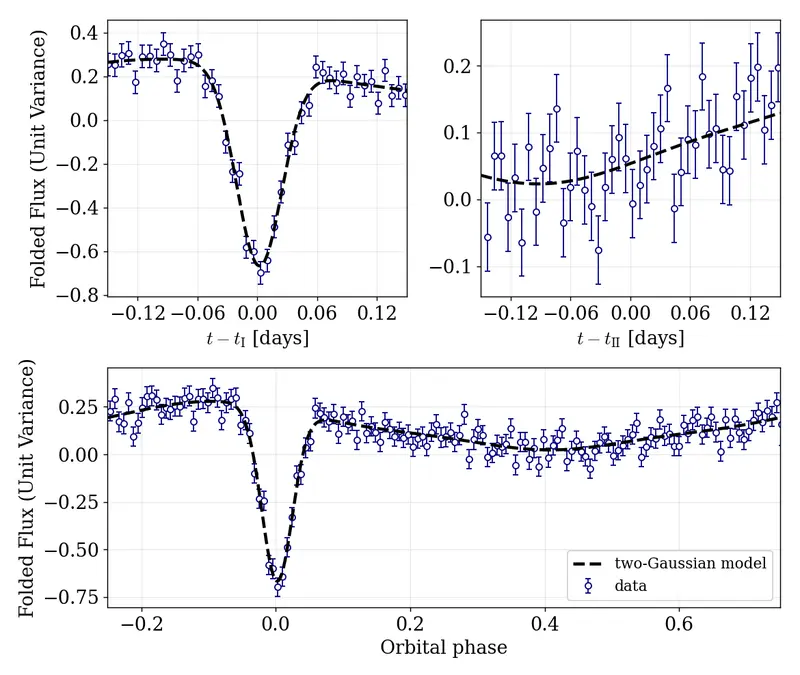 Folded Flux (Unit Variance)
0.4
0.2
0.0
−0.2
−0.4
−0.6
−0.8
−0.12 −0.06 0.00 0.06 0.12
t − tI [days]
0.2
0.1
0.0
−0.1
−0.12 −0.06 0.00 0.06 0.12
t − tII [days]
Folded Flux (Unit Variance)
0.25
0.00
−0.25
−0.50
−0.75
−0.2 0.0 0.2 0.4 0.6
Orbital phase
two-Gaussian model
data